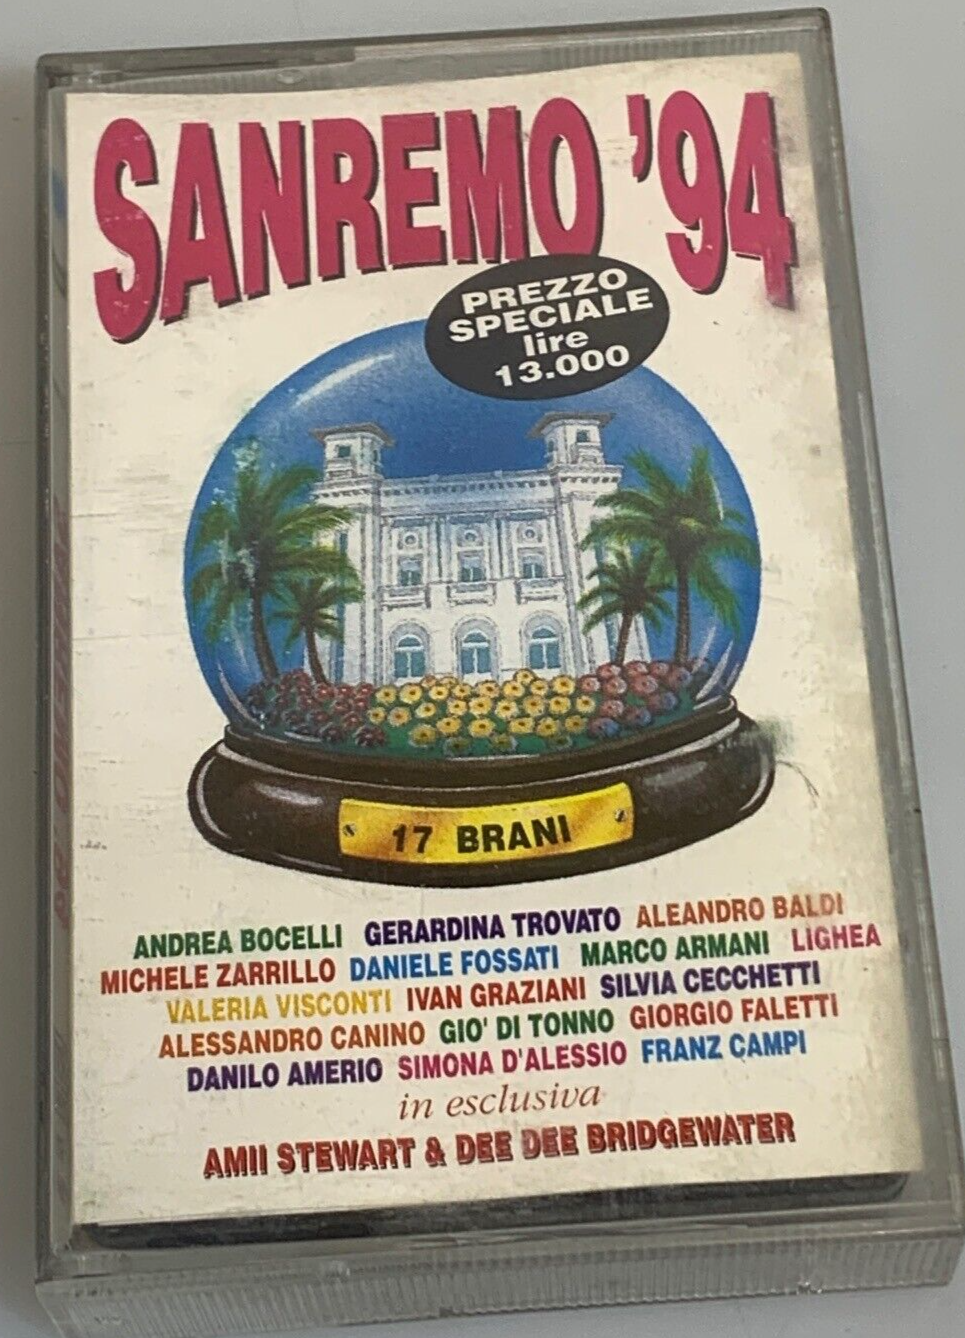 SANREMO '94
PREZZO
SPECIALE
lire
13.000
17 BRANI
ANDREA BOCELLI GERARDINA TROVATO ALEANDRO BALDI
MICHELE ZARRILLO DANIELE FOSSATI MARCO ARMANI LIGHEA
VALERIA VISCONTI IVAN GRAZIANI SILVIA CECCHETTI
ALESSANDRO CANINO GIO' DI TONNO GIORGIO FALETTI
DANILO AMERIO SIMONA D'ALESSIO FRANZ CAMPI
in esclusiva
AMII STEWART & DEE DEE BRIDGEWATER